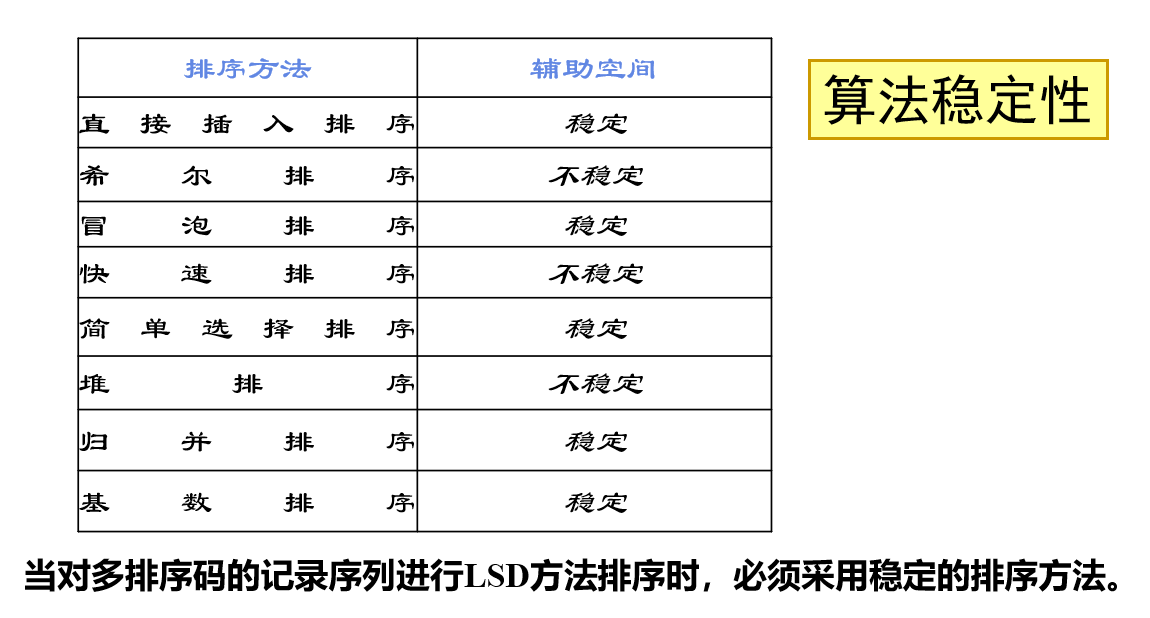 算法稳定性
排序方法 辅助空间
直接插入排序 稳定
希尔排序 不稳定
冒泡排序 稳定
快速排序 不稳定
简单选择排序 稳定
堆排序 不稳定
归并排序 稳定
基数排序 稳定
当对多排序码的记录序列进行LSD方法排序时，必须采用稳定的排序方法。